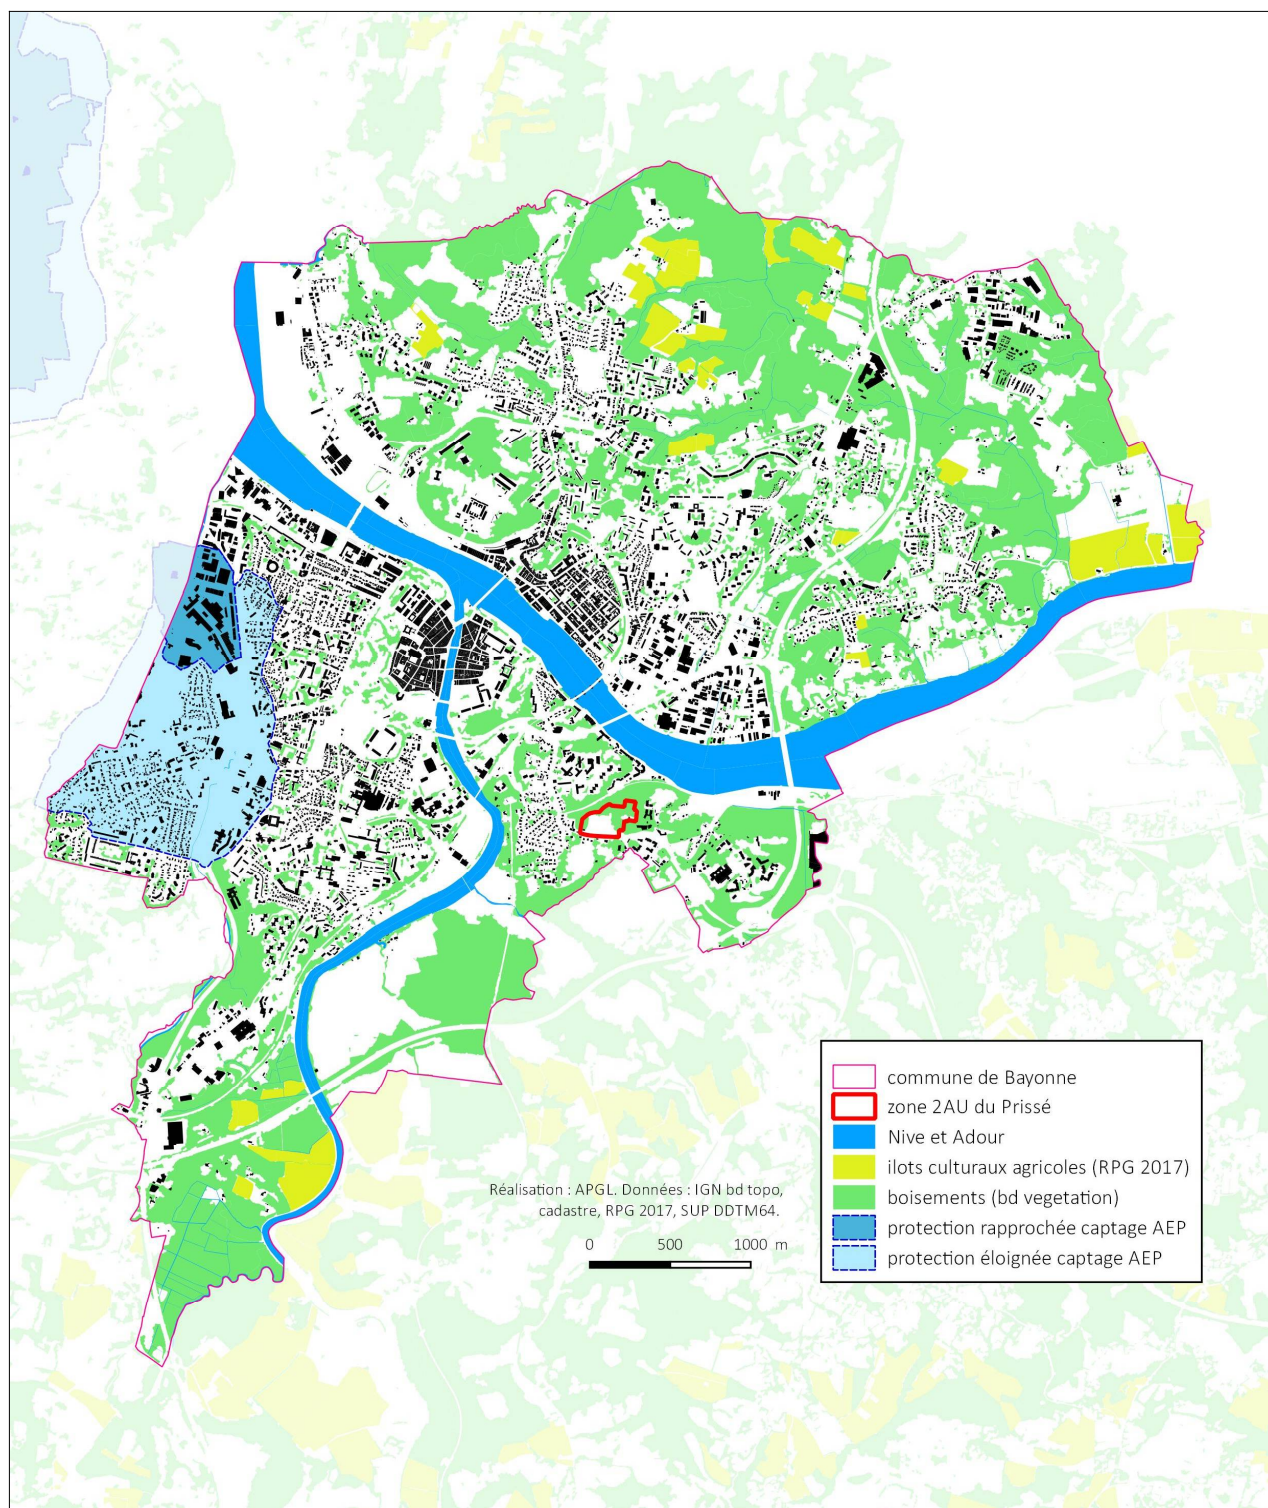 commune de Bayonne
zone 2AU du Prissé
Nive et Adour
ilots culturaux agricoles (RPG 2017)
boisements (bd vegetation)
protection rapprochée captage AEP
protection éloignée captage AEP
Réalisation : APGL. Données : IGN bd topo,
cadastre, RPG 2017, SUP DDTM64.
0 500 1000 m